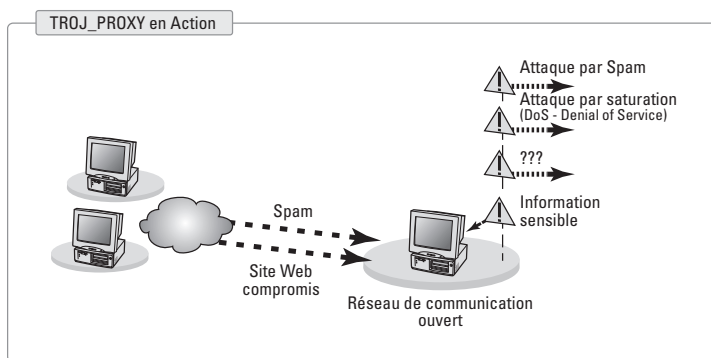 TROJ_PROXY en Action
Attaque par Spam
Attaque par saturation
(DoS - Denial of Service)
???
Information
sensible
Spam
Site Web
compromis
Réseau de communication
ouvert